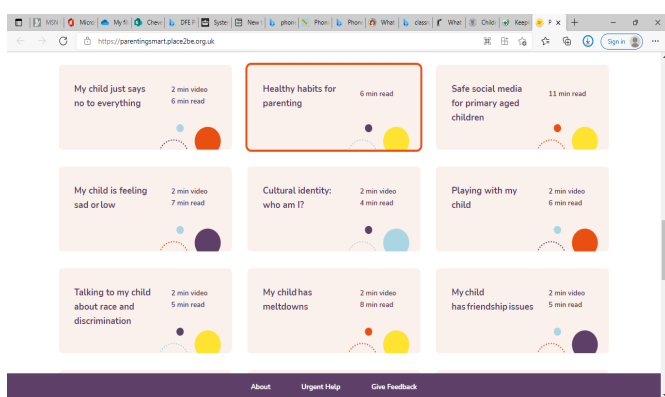 MSN
Micro
My fil
Chev
DFE P
Syste
New t
phon
Phon
Phon
What
classr
What
Childr
Keepi
P
https://parentingsmart.place2be.org.uk
Sign in
My child just says
no to everything
2 min video
6 min read
Healthy habits for
parenting
6 min read
Safe social media
for primary aged
children
11 min read
My child is feeling
sad or low
2 min video
7 min read
Cultural identity:
who am I?
2 min video
4 min read
Playing with my
child
2 min video
6 min read
Talking to my child
about race and
discrimination
2 min video
5 min read
My child has
meltdowns
2 min video
8 min read
My child
has friendship issues
2 min video
5 min read
About Urgent Help Give Feedback